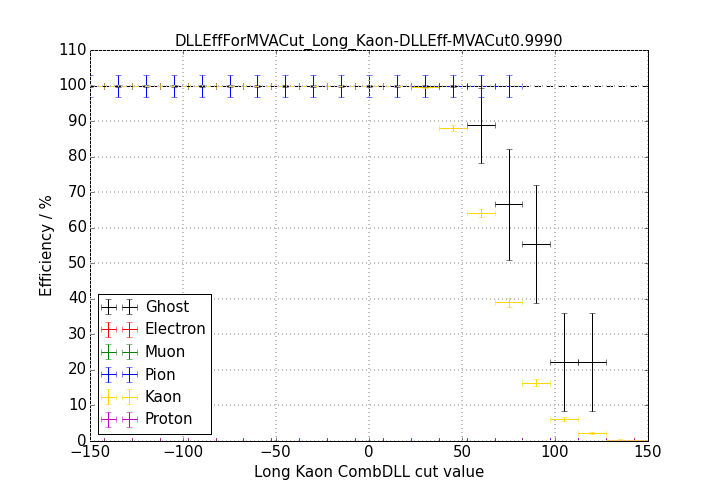 DLLEffForMVACut_Long_Kaon-DLLEff-MVACut0.9990
110
100
90
80
70
60
50
40
30
20
10
0
Efficiency / %
Ghost
Electron
Muon
Pion
Kaon
Proton
−150 −100 −50 0 50 100 150
Long Kaon CombDLL cut value